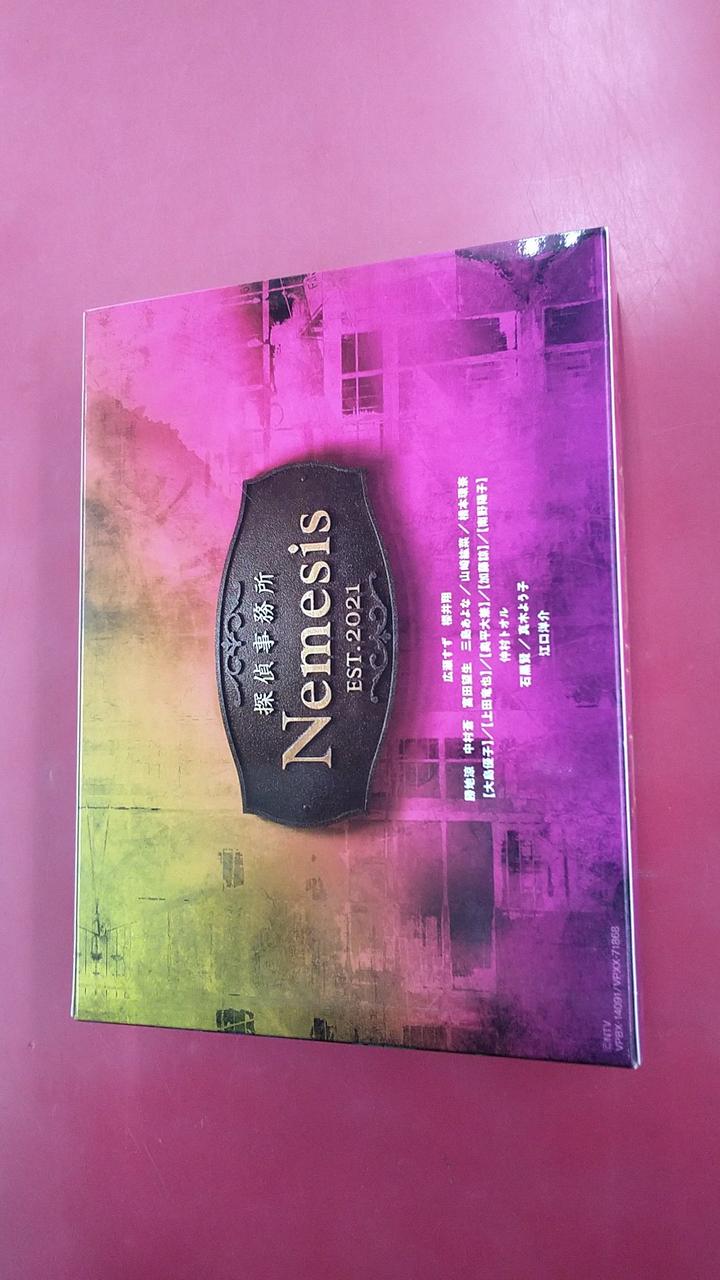 探偵事務所
Nemesis
EST.2021
広瀬すず 櫻井翔
勝地涼 中村蒼 富田望生 三島あよな／山崎紘菜／橋本環奈
[大島優子]／[上田竜也]／[奥平大兼]／[加藤諒]／[南野陽子]
仲村トオル
石黒賢／真木よう子
江口洋介
©NTV
VPBX-14091/VPXX-71868